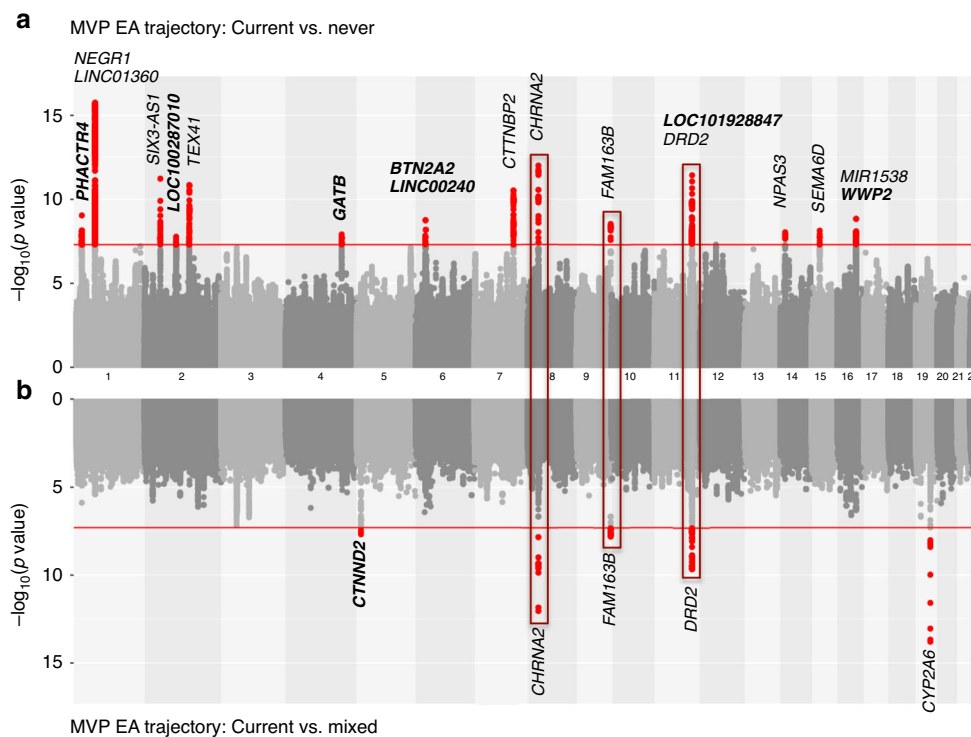 a
MVP EA trajectory: Current vs. never
NEGR1
LINC01360
PHACTR4
SIX3-AS1
LOC100287010
TEX41
GATB
BTN2A2
LINC00240
CTTNBP2
CHRNA2
FAM163B
LOC101928847
DRD2
NPAS3
SEMA6D
MIR1538
WWP2
–log10(p value)
15
10
5
0
1 2 3 4 5 6 7 8 9 10 11 12 13 14 15 16 17 18 19 20 21 2
b
–log10(p value)
0
5
10
15
CTNND2
CHRNA2
FAM163B
DRD2
CYP2A6
MVP EA trajectory: Current vs. mixed